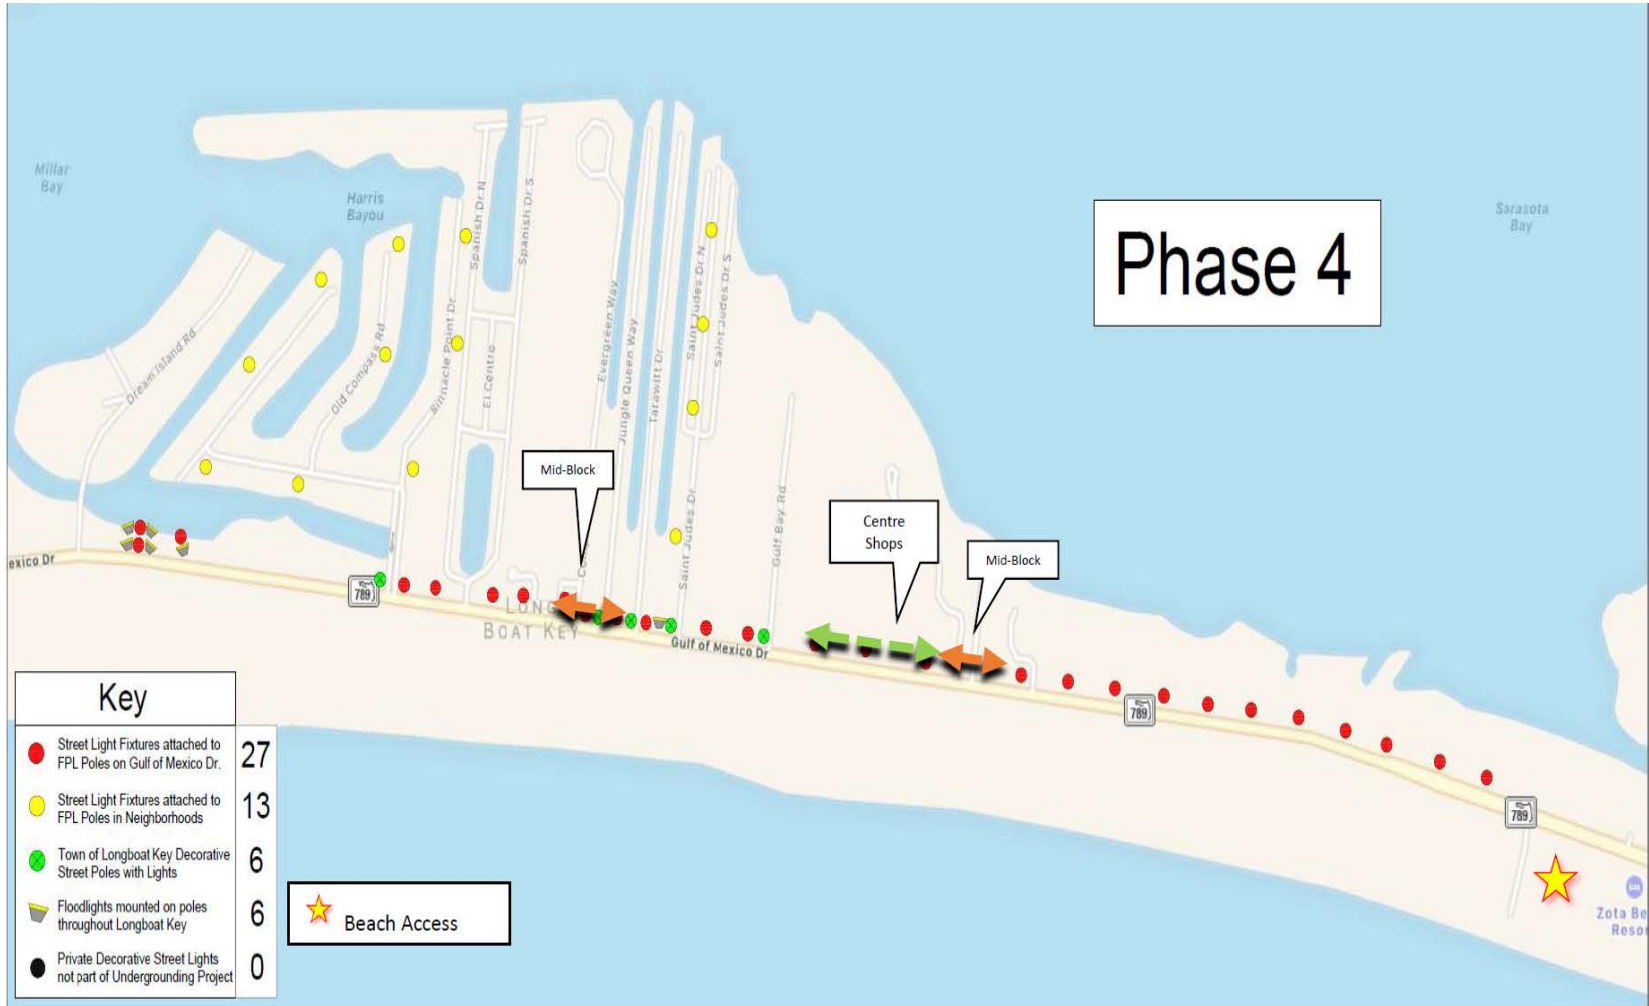 Millar
Bay
Harris
Bayou
Sarasota
Bay
Phase 4
Dream Island Rd
Old Compass Rd
Binnacle Point Dr
Spanish Dr N
Spanish Dr S
El Centro
Evergreen Way
Jungle Queen Way
Tarawitt Dr
Saint Judes Dr N
Saint Judes Dr S
Saint Judes Dr
Gulf Bay Rd
Mid-Block
Centre
Shops
Mid-Block
exico Dr
789
LONG
BOAT KEY
Gulf of Mexico Dr
789
789
Zota Be
Resor
Key
Street Light Fixtures attached to
FPL Poles on Gulf of Mexico Dr.
27
Street Light Fixtures attached to
FPL Poles in Neighborhoods
13
Town of Longboat Key Decorative
Street Poles with Lights
6
Floodlights mounted on poles
throughout Longboat Key
6
Private Decorative Street Lights
not part of Undergrounding Project
0
Beach Access